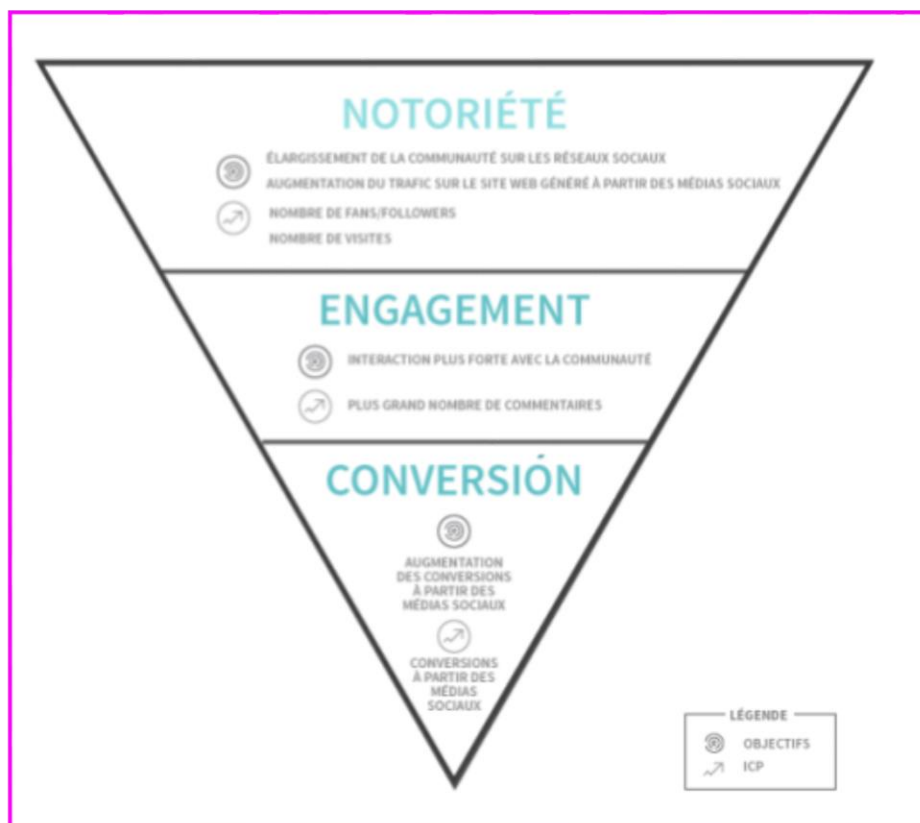 NOTORIÉTÉ
ÉLARGISSEMENT DE LA COMMUNAUTÉ SUR LES RÉSEAUX SOCIAUX
AUGMENTATION DU TRAFIC SUR LE SITE WEB GÉNÉRÉ À PARTIR DES MÉDIAS SOCIAUX
NOMBRE DE FANS/FOLLOWERS
NOMBRE DE VISITES
ENGAGEMENT
INTERACTION PLUS FORTE AVEC LA COMMUNAUTÉ
PLUS GRAND NOMBRE DE COMMENTAIRES
CONVERSIÓN
AUGMENTATION
DES CONVERSIONS
À PARTIR DES
MÉDIAS SOCIAUX
CONVERSIONS
À PARTIR DES
MÉDIAS
SOCIAUX
LÉGENDE
OBJECTIFS
ICP